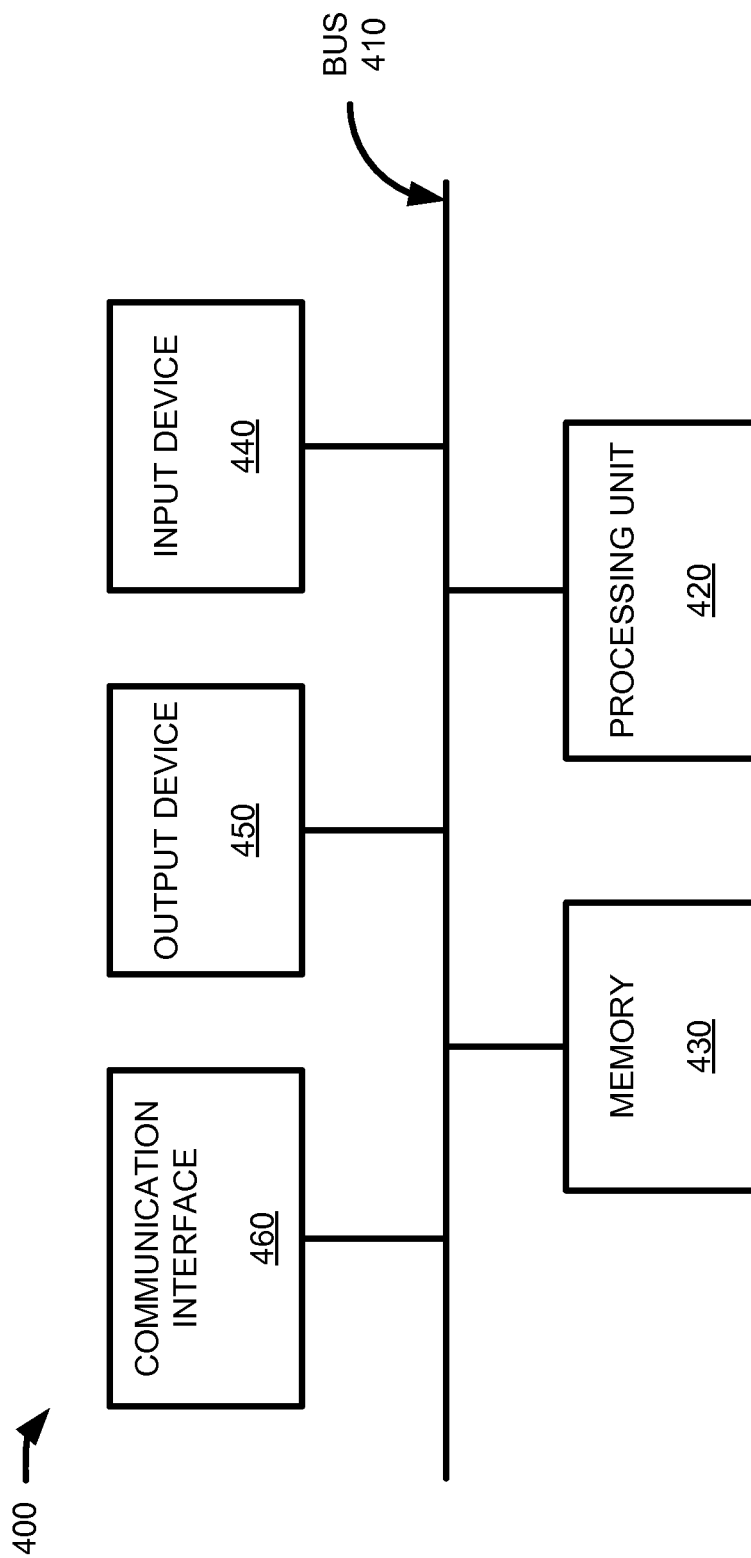 400
COMMUNICATION
INTERFACE
460
OUTPUT DEVICE
450
INPUT DEVICE
440
BUS
410
MEMORY
430
PROCESSING UNIT
420